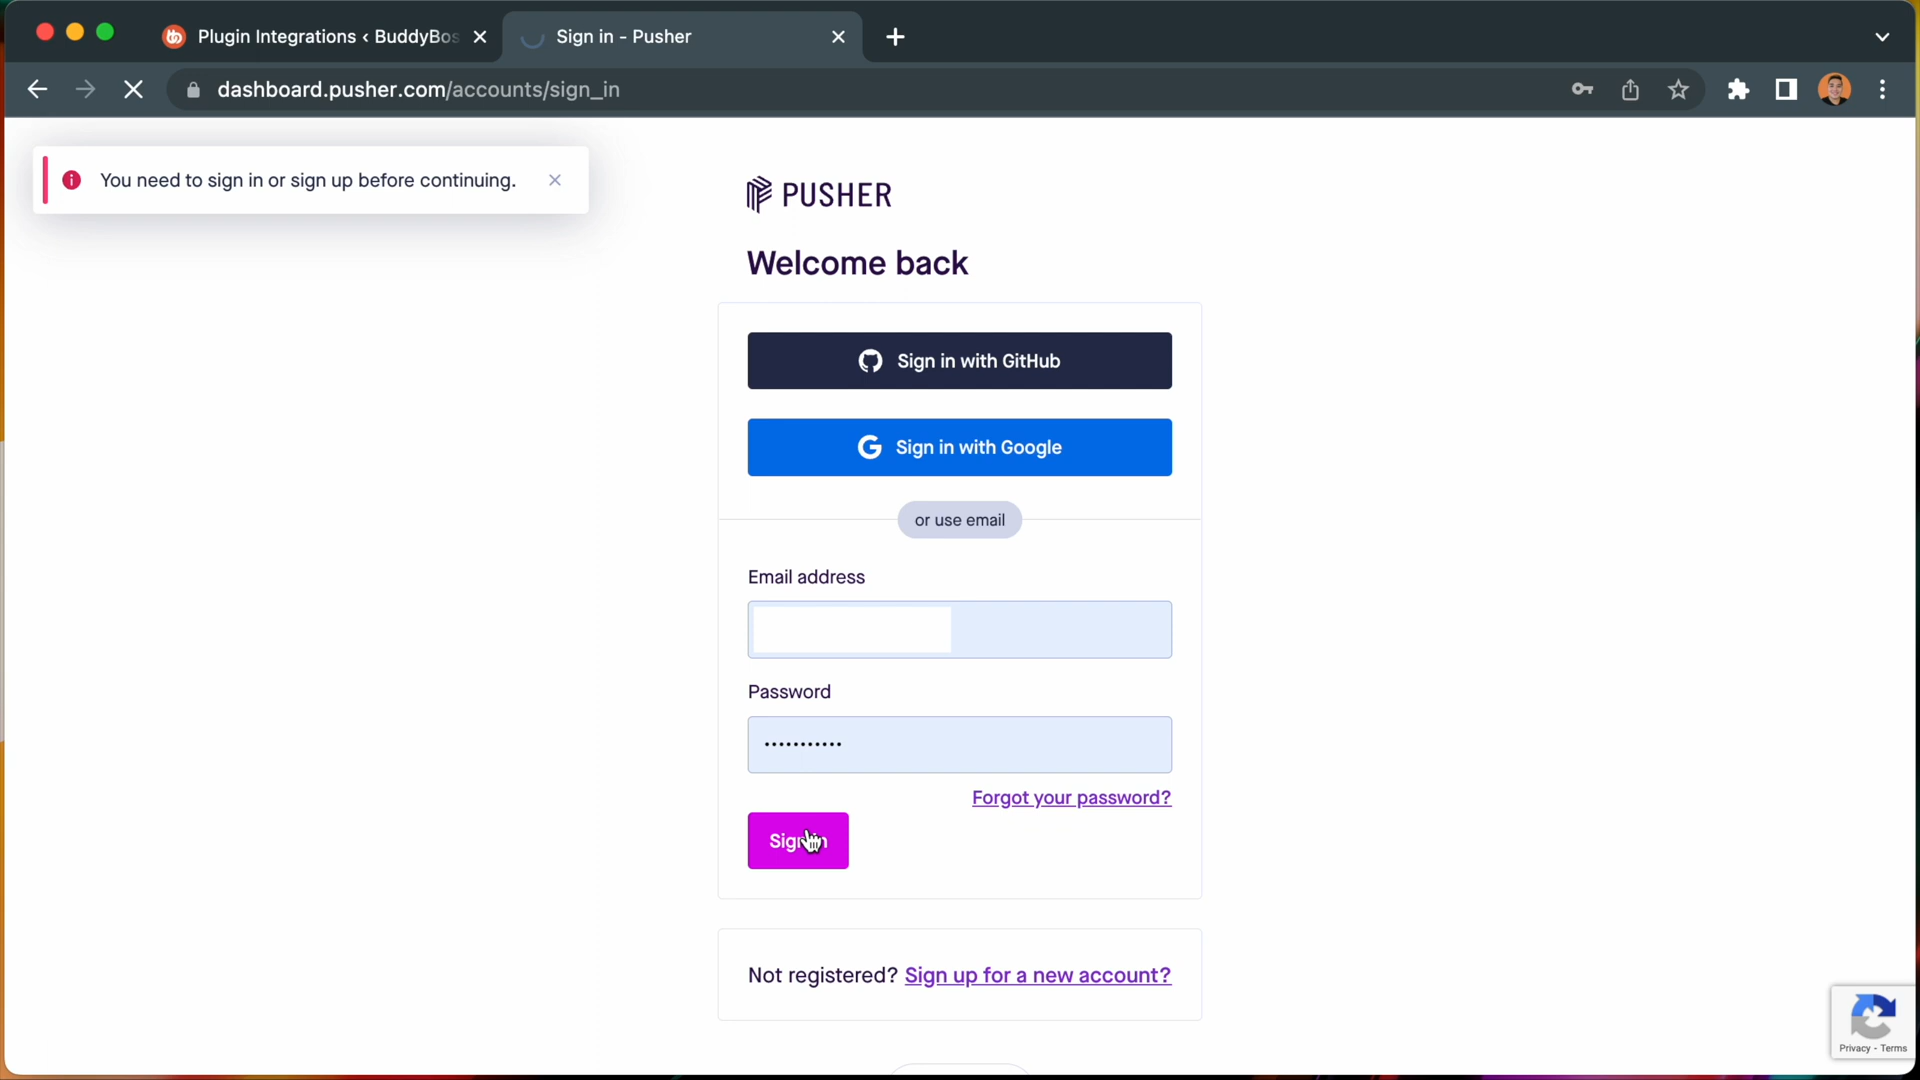 Plugin Integrations < BuddyBos
Sign in - Pusher
dashboard.pusher.com/accounts/sign_in
You need to sign in or sign up before continuing.
PUSHER
Welcome back
Sign in with GitHub
Sign in with Google
or use email
Email address
Password
Forgot your password?
Sign in
Not registered? Sign up for a new account?
Privacy - Terms